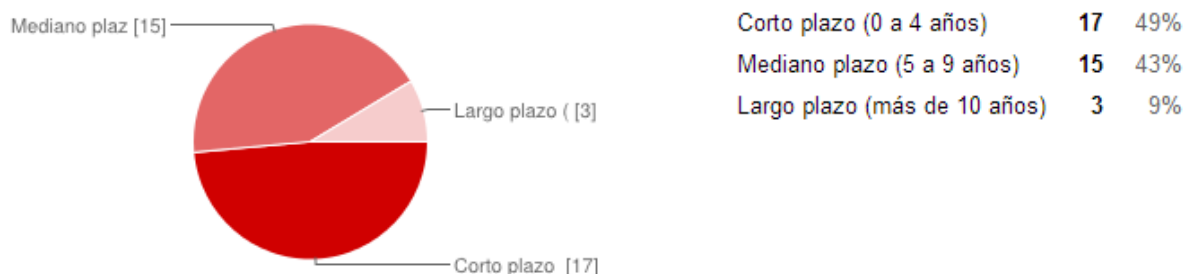 Mediano plaz [15]
Largo plazo ( [3]
Corto plazo [17]
Corto plazo (0 a 4 años) 17 49%
Mediano plazo (5 a 9 años) 15 43%
Largo plazo (más de 10 años) 3 9%